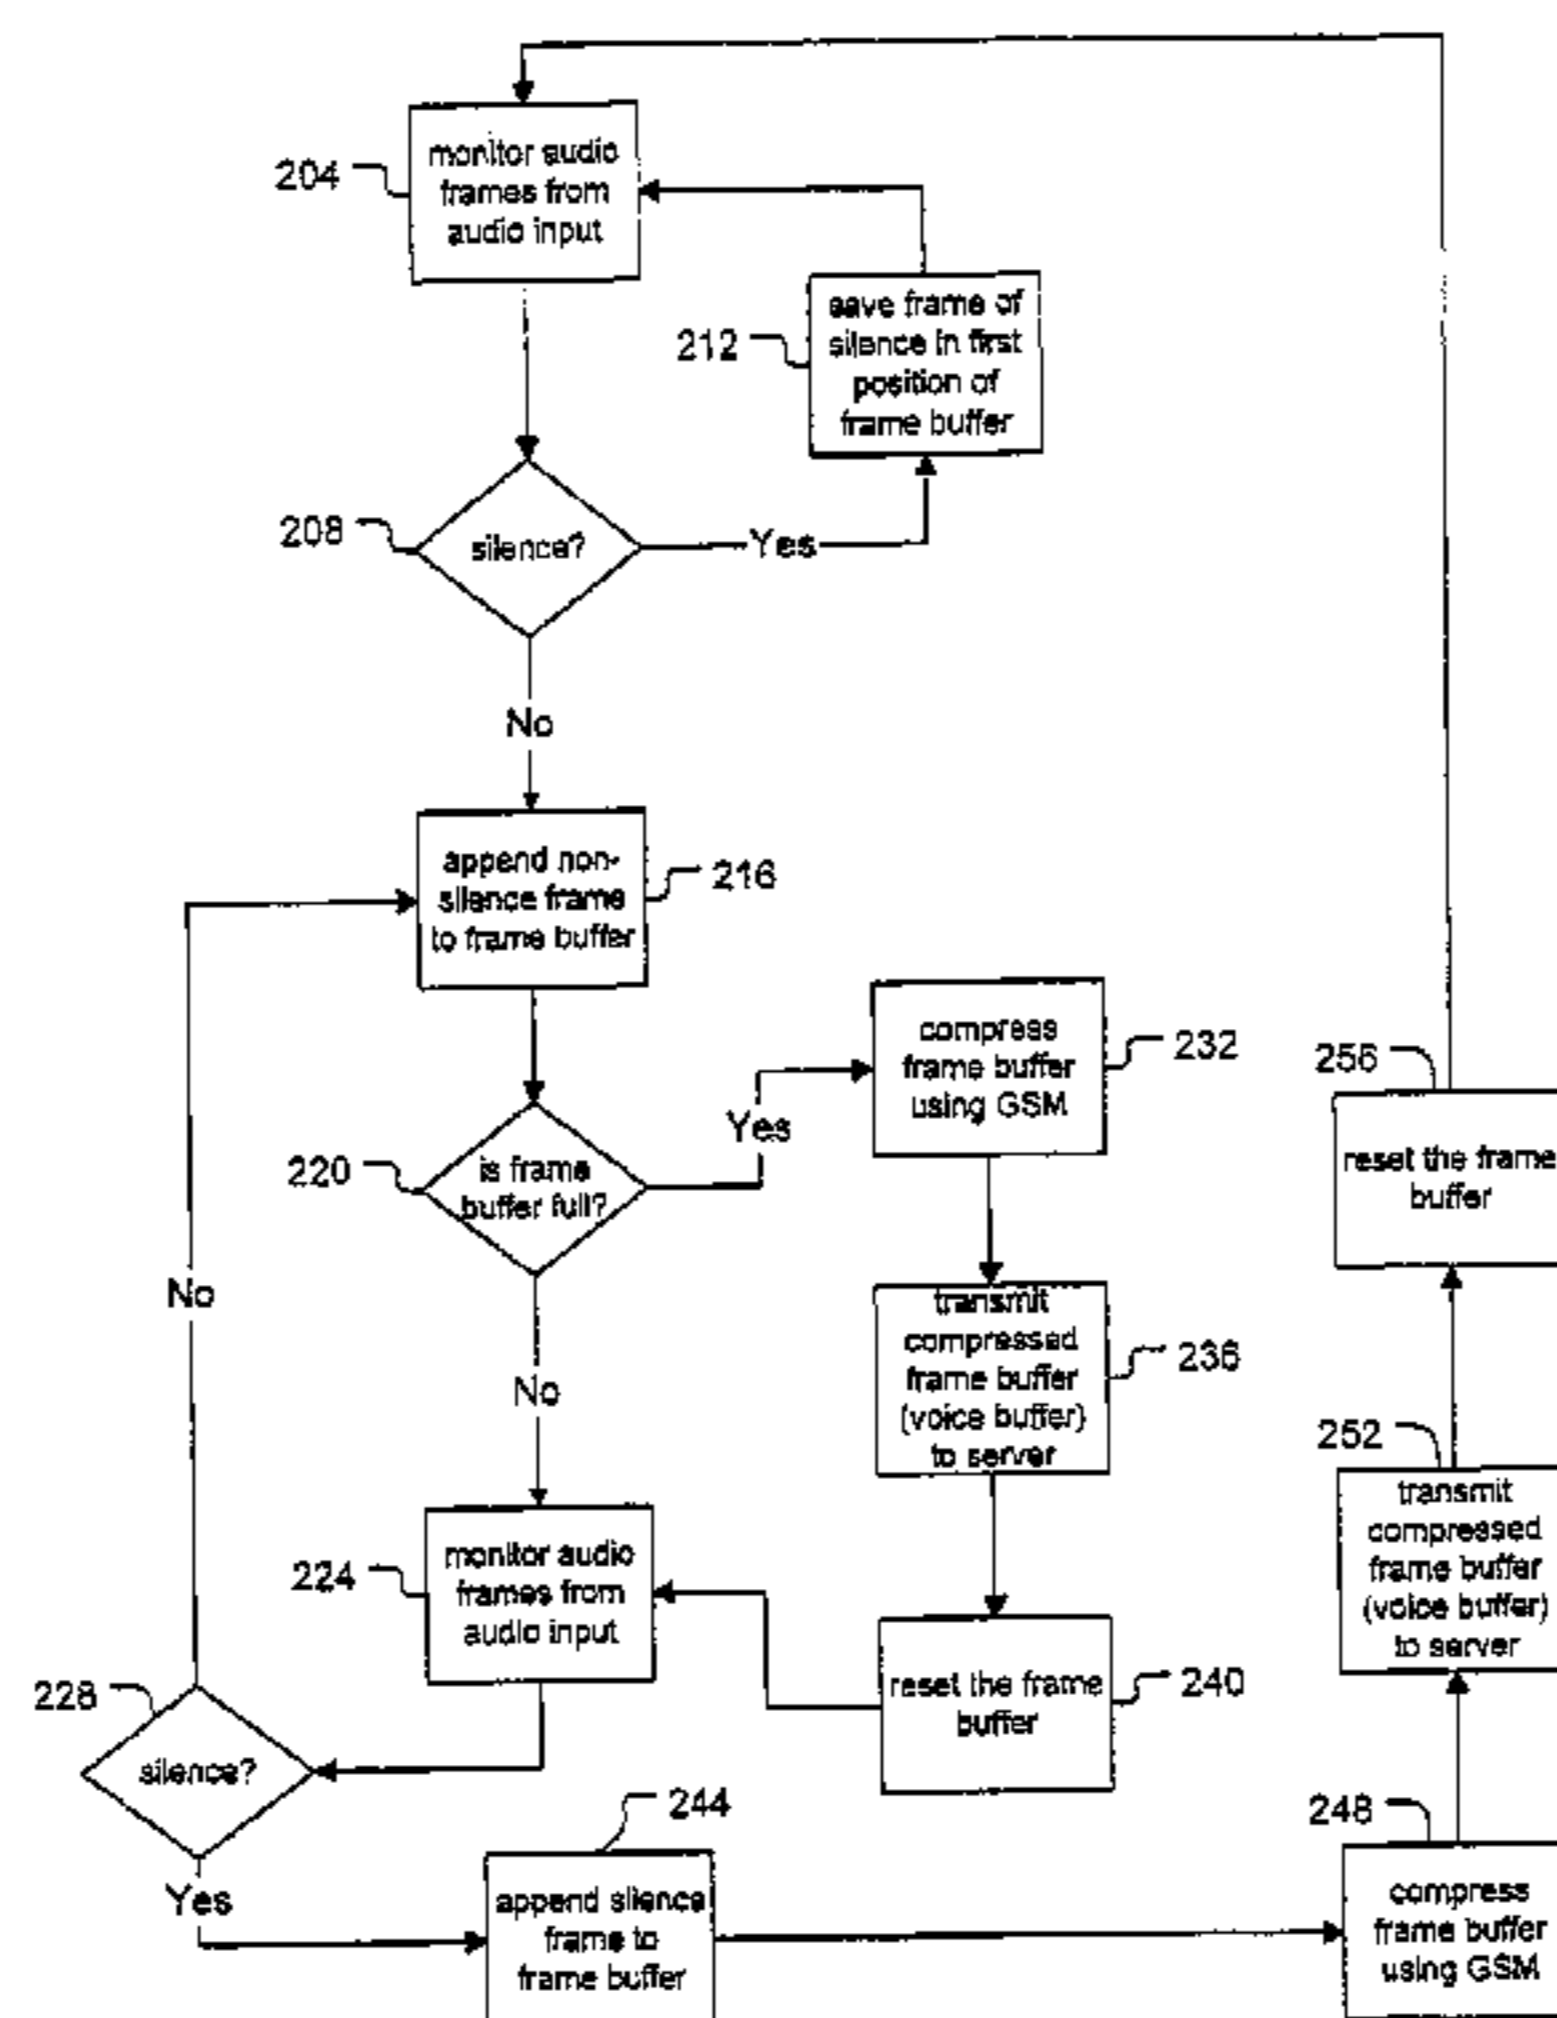 204
monitor audio
frames from
audio input
212
save frame of
silence in first
position of
frame buffer
208
silence?
Yes
No
append non-
silence frame
to frame buffer
216
compress
frame buffer
using GSM
232
256
reset the frame
buffer
Yes
220
is frame
buffer full?
No
transmit
compressed
frame buffer
(voice buffer)
to server
236
No
252
transmit
compressed
frame buffer
(voice buffer)
to server
224
monitor audio
frames from
audio input
reset the frame
buffer
240
228
silence?
Yes
244
append silence
frame to
frame buffer
248
compress
frame buffer
using GSM